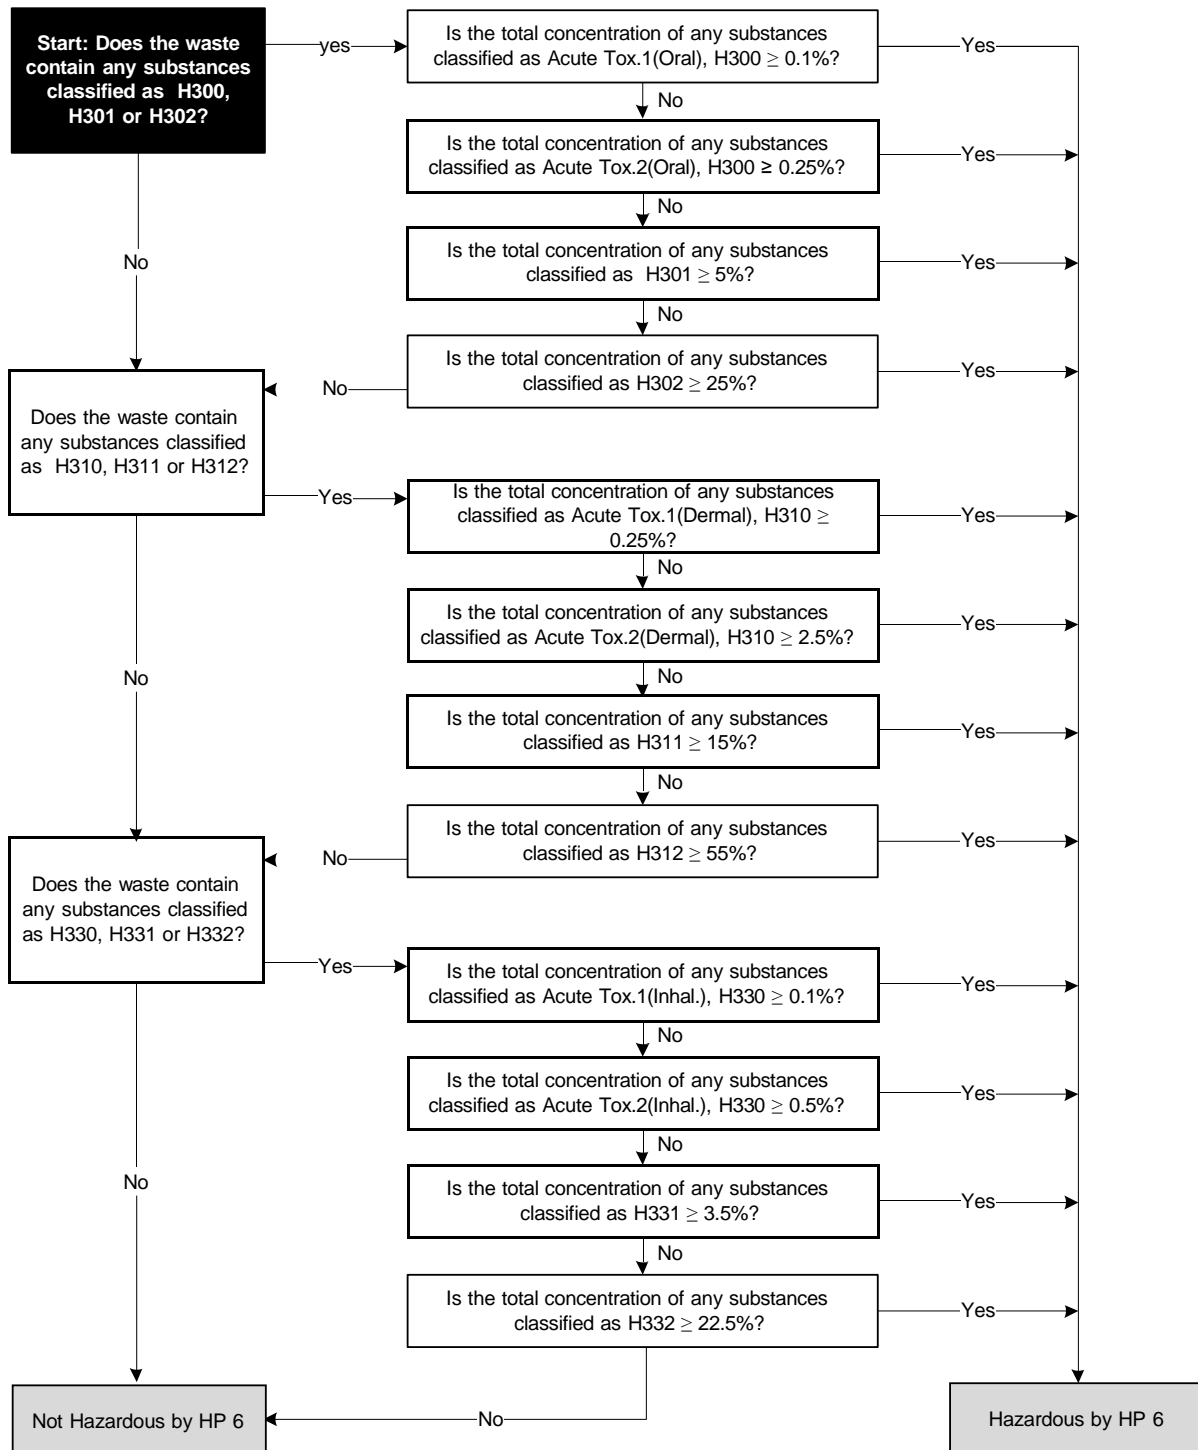 Start: Does the waste
contain any substances
classified as H300,
H301 or H302?
yes
Is the total concentration of any substances
classified as Acute Tox.1(Oral), H300 ≥ 0.1%?
Yes
No
Is the total concentration of any substances
classified as Acute Tox.2(Oral), H300 ≥ 0.25%?
Yes
No
Is the total concentration of any substances
classified as H301 ≥ 5%?
Yes
No
No
Is the total concentration of any substances
classified as H302 ≥ 25%?
Yes
No
Does the waste contain
any substances classified
as H310, H311 or H312?
Yes
Is the total concentration of any substances
classified as Acute Tox.1(Dermal), H310 ≥
0.25%?
Yes
No
Is the total concentration of any substances
classified as Acute Tox.2(Dermal), H310 ≥ 2.5%?
Yes
No
No
Is the total concentration of any substances
classified as H311 ≥ 15%?
Yes
No
Is the total concentration of any substances
classified as H312 ≥ 55%?
Yes
No
Does the waste contain
any substances classified
as H330, H331 or H332?
Yes
Is the total concentration of any substances
classified as Acute Tox.1(Inhal.), H330 ≥ 0.1%?
Yes
No
Is the total concentration of any substances
classified as Acute Tox.2(Inhal.), H330 ≥ 0.5%?
Yes
No
No
Is the total concentration of any substances
classified as H331 ≥ 3.5%?
Yes
No
Is the total concentration of any substances
classified as H332 ≥ 22.5%?
Yes
No
Not Hazardous by HP 6
Hazardous by HP 6